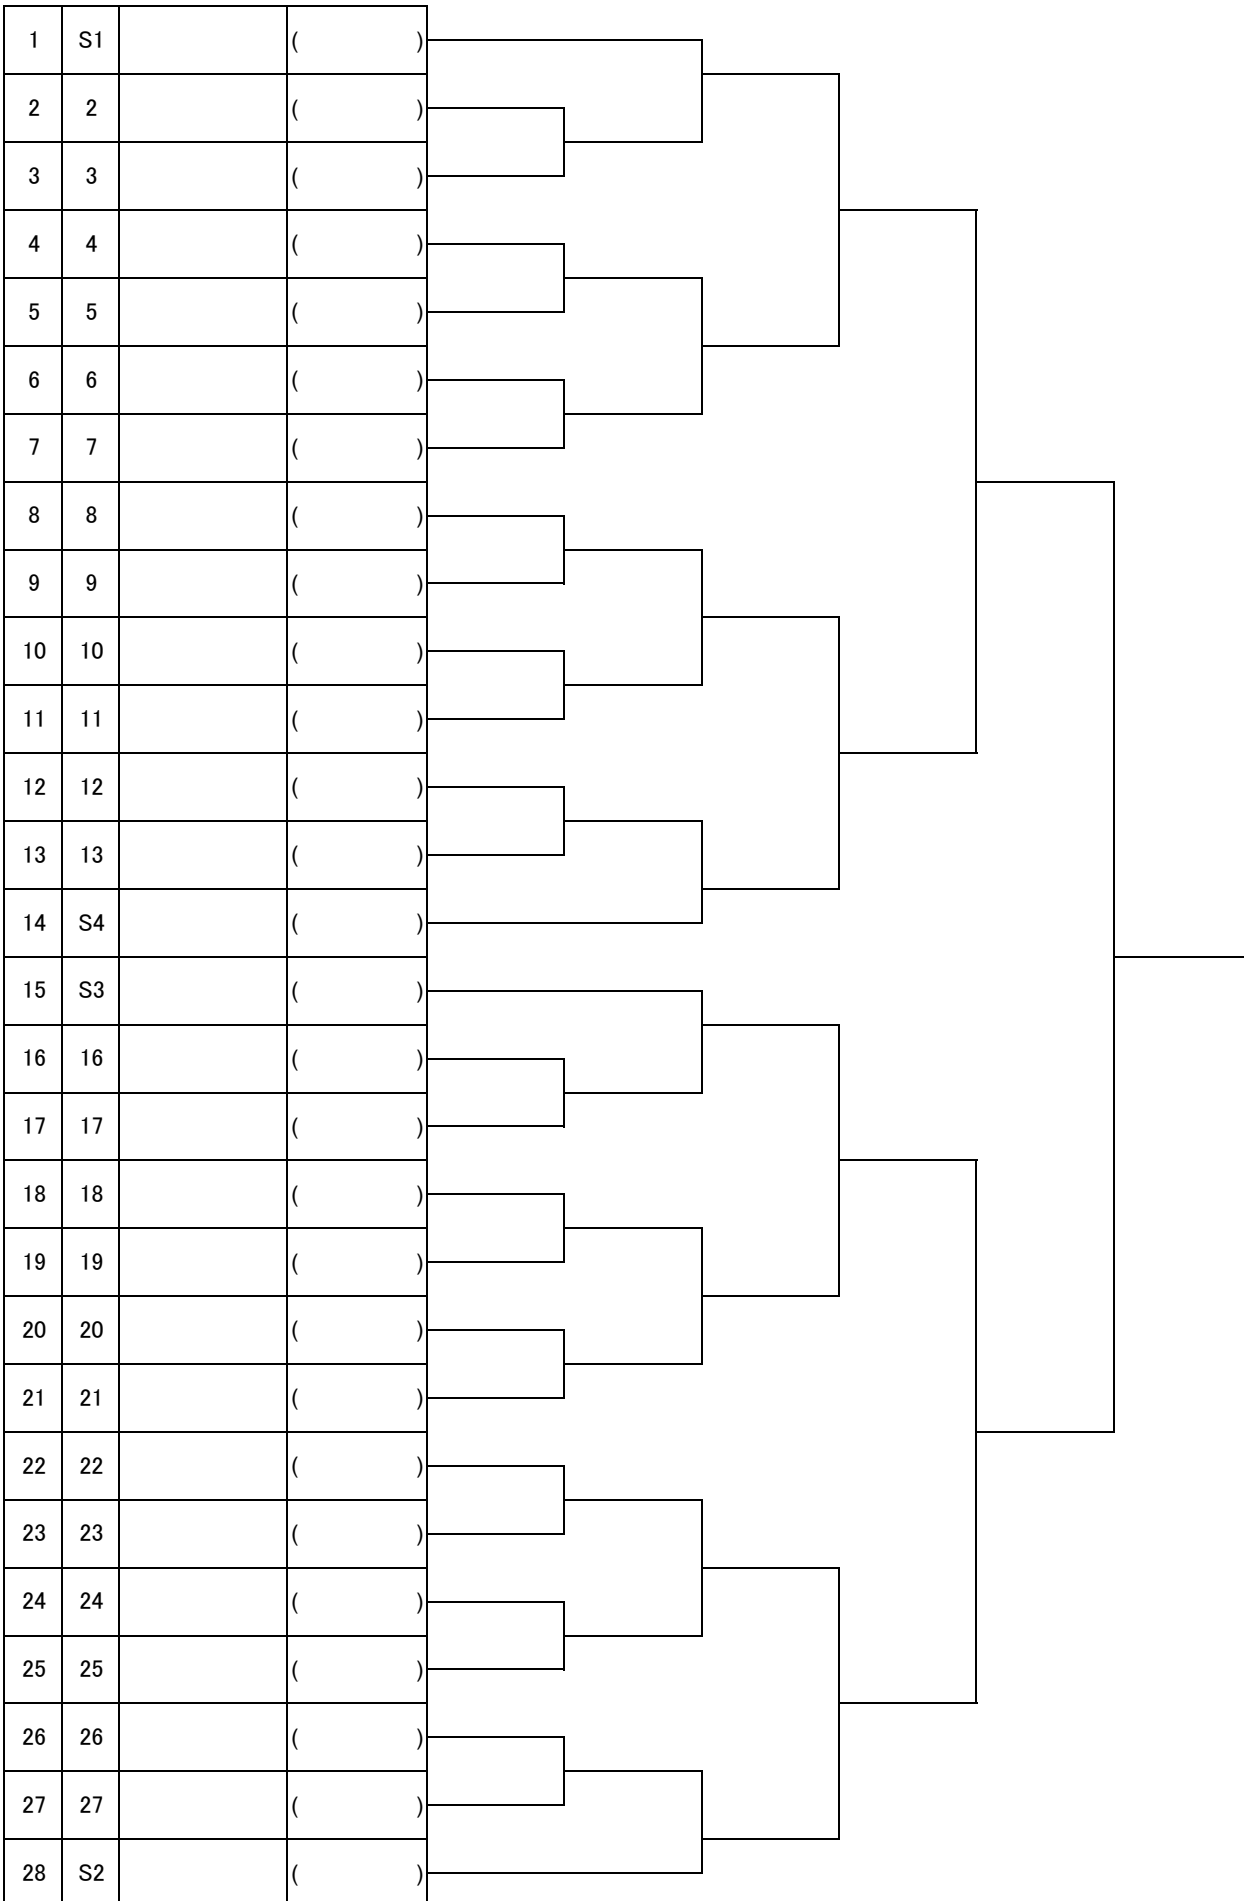 1 S1 ( )
2 2 ( )
3 3 ( )
4 4 ( )
5 5 ( )
6 6 ( )
7 7 ( )
8 8 ( )
9 9 ( )
10 10 ( )
11 11 ( )
12 12 ( )
13 13 ( )
14 S4 ( )
15 S3 ( )
16 16 ( )
17 17 ( )
18 18 ( )
19 19 ( )
20 20 ( )
21 21 ( )
22 22 ( )
23 23 ( )
24 24 ( )
25 25 ( )
26 26 ( )
27 27 ( )
28 S2 ( )